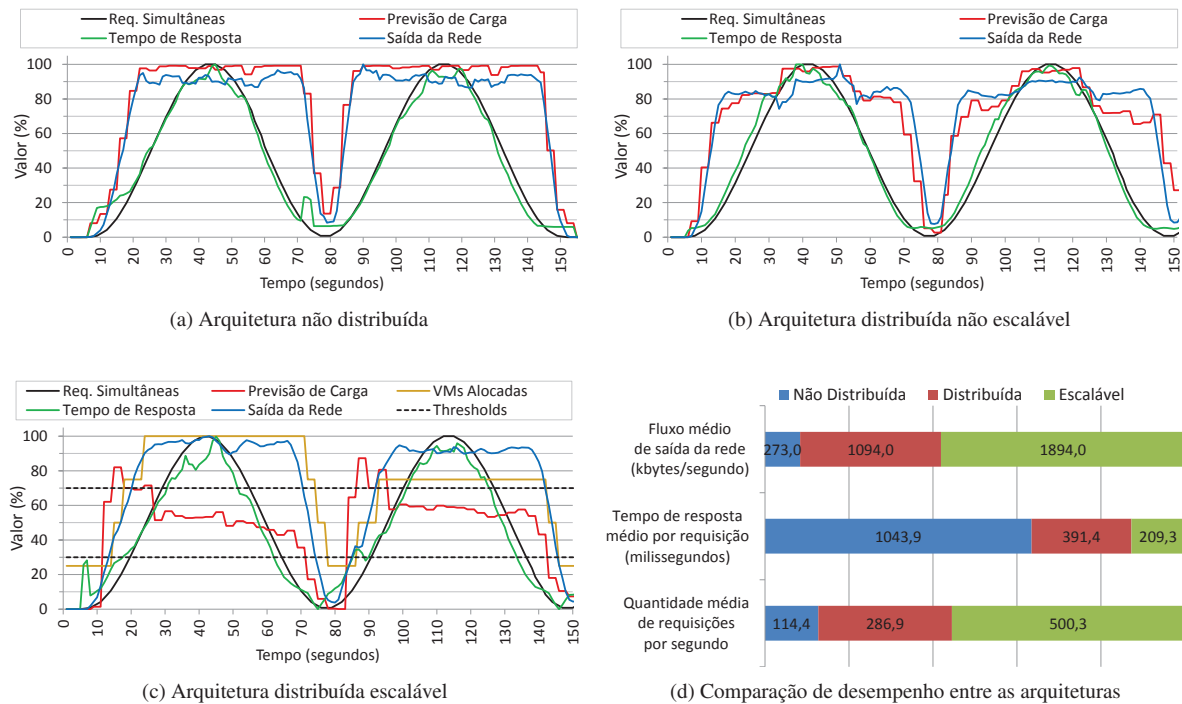 Req. Simultâneas Previsão de Carga
Tempo de Resposta Saída da Rede
Valor (%)
100
80
60
40
20
0
0 10 20 30 40 50 60 70 80 90 100 110 120 130 140 150
Tempo (segundos)
(a) Arquitetura não distribuída
Req. Simultâneas Previsão de Carga
Tempo de Resposta Saída da Rede
Valor (%)
100
80
60
40
20
0
0 10 20 30 40 50 60 70 80 90 100 110 120 130 140 150
Tempo (segundos)
(b) Arquitetura distribuída não escalável
Req. Simultâneas Previsão de Carga VMs Alocadas
Tempo de Resposta Saída da Rede Thresholds
Valor (%)
100
80
60
40
20
0
0 10 20 30 40 50 60 70 80 90 100 110 120 130 140 150
Tempo (segundos)
(c) Arquitetura distribuída escalável
Não Distribuída Distribuída Escalável
Fluxo médio
de saída da rede
(kbytes/segundo)
273,0 1094,0 1894,0
Tempo de resposta
médio por requisição
(milissegundos)
1043,9 391,4 209,3
Quantidade média
de requisições
por segundo
114,4 286,9 500,3
(d) Comparação de desempenho entre as arquiteturas